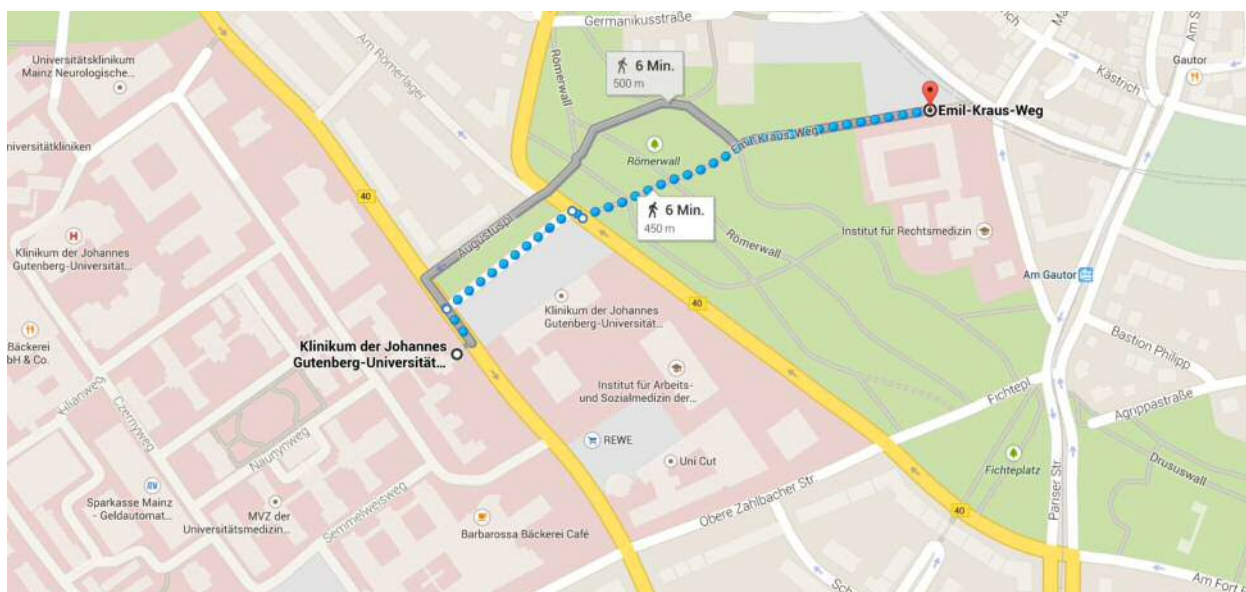 Germanikusstraße
Universitätsklinikum
Mainz Neurologische...
Am Römerlager
Römerwall
6 Min.
500 m
Kästrich
Gautor
Am S
Emil-Kraus-Weg
Emil-Kraus-Weg
niversitätkliniken
Römerwall
40
6 Min.
450 m
Augustuspl
Institut für Rechtsmedizin
Römerwall
H
Klinikum der Johannes
Gutenberg-Universität...
Am Gautor
40
Klinikum der Johannes
Gutenberg-Universität...
Bäckerei
bH & Co.
Klinikum der Johannes
Gutenberg-Universität...
Bastion Philipp
Institut für Arbeits-
und Sozialmedizin der...
Fichtepl
Agrippastraße
Kilianweg
Czernyweg
Naunynweg
REWE
Uni Cut
Fichteplatz
Drususwall
Pariser Str
Sparkasse Mainz
- Geldautomat...
MVZ der
Universitätsmedizin...
Semmelweisweg
Barbarossa Bäckerei Café
Obere Zahlbacher Str
40
Am Fort